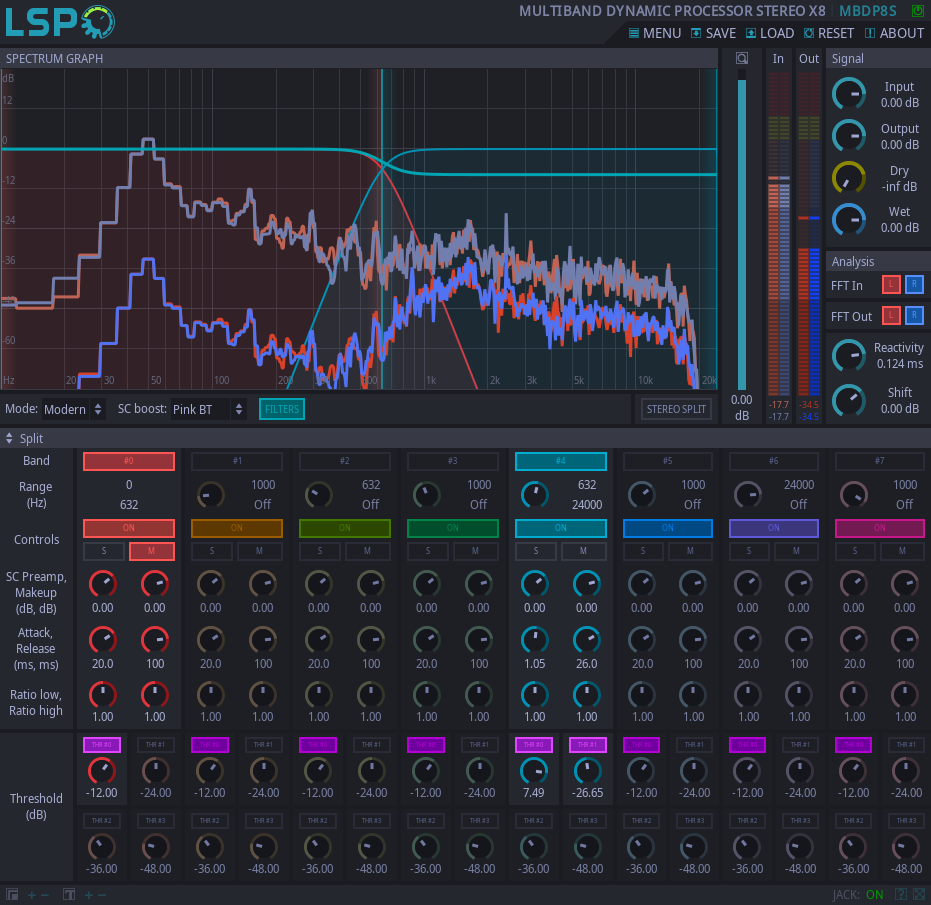 LSP MULTIBAND DYNAMIC PROCESSOR STEREO X8 MBDP8S
MENU SAVE LOAD RESET ABOUT
SPECTRUM GRAPH In Out Signal
dB
12
0
-12
-24
-36
-60
Hz 20 30 50 100 200 1k 2k 3k 5k 10k 20k
Input
0.00 dB
Output
0.00 dB
Dry
-inf dB
Wet
0.00 dB
Analysis
FFT In L R
FFT Out L R
Reactivity
0.124 ms
Shift
0.00 dB
0.00
dB
-17.7 -34.5
-17.7 -34.5
Mode: Modern SC boost: Pink BT FILTERS STEREO SPLIT
Split
Band #0 #1 #2 #3 #4 #5 #6 #7
Range
(Hz)
0 1000 632 1000 632 1000 24000 1000
632 Off Off Off 24000 Off Off Off
Controls
ON ON ON ON ON ON ON ON
S M S M S M S M S M S M S M S M
SC Preamp,
Makeup
(dB, dB)
0.00 0.00 0.00 0.00 0.00 0.00 0.00 0.00 0.00 0.00 0.00 0.00 0.00 0.00 0.00 0.00
Attack,
Release
(ms, ms)
20.0 100 20.0 100 20.0 100 20.0 100 1.05 26.0 20.0 100 20.0 100 20.0 100
Ratio low,
Ratio high
1.00 1.00 1.00 1.00 1.00 1.00 1.00 1.00 1.00 1.00 1.00 1.00 1.00 1.00 1.00 1.00
THR #0 THR #1 THR #0 THR #1 THR #0 THR #1 THR #0 THR #1 THR #0 THR #1 THR #0 THR #1 THR #0 THR #1 THR #0 THR #1
-12.00 -24.00 -12.00 -24.00 -12.00 -24.00 -12.00 -24.00 7.49 -26.65 -12.00 -24.00 -12.00 -24.00 -12.00 -24.00
Threshold
(dB)
THR #2 THR #3 THR #2 THR #3 THR #2 THR #3 THR #2 THR #3 THR #2 THR #3 THR #2 THR #3 THR #2 THR #3 THR #2 THR #3
-36.00 -48.00 -36.00 -48.00 -36.00 -48.00 -36.00 -48.00 -36.00 -48.00 -36.00 -48.00 -36.00 -48.00 -36.00 -48.00
JACK: ON